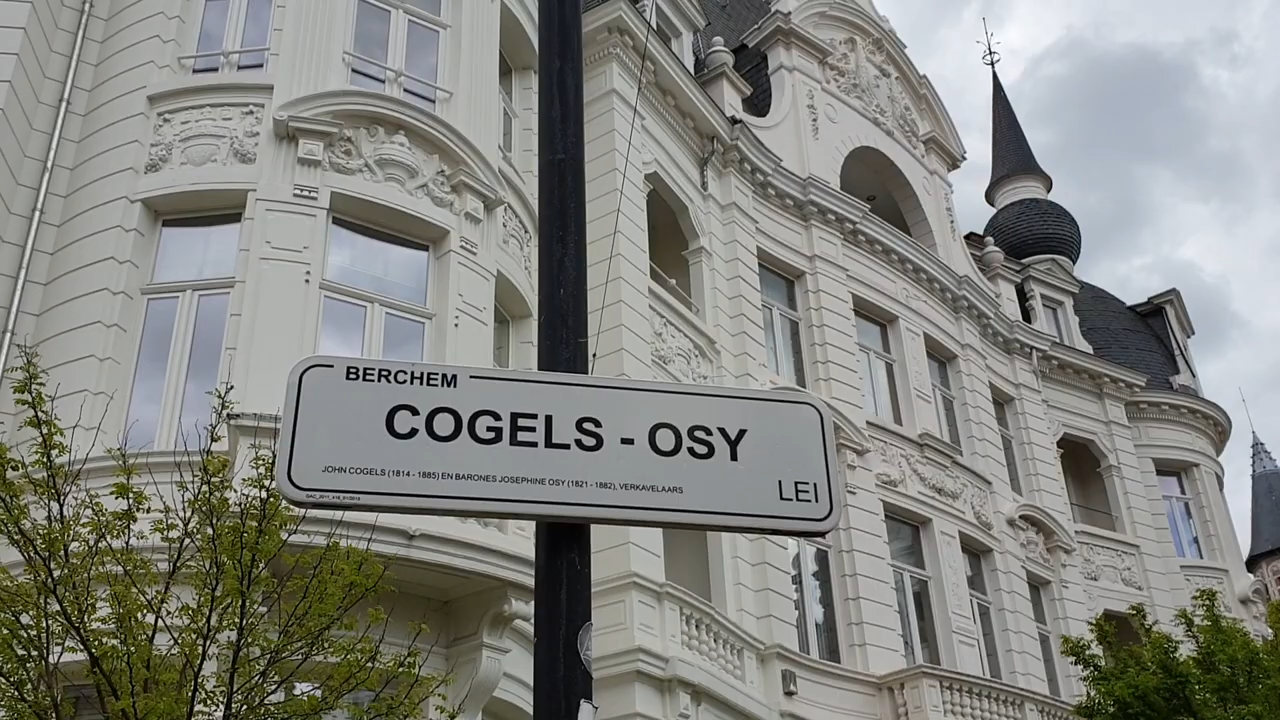 BERCHEM
COGELS - OSY
JOHN COGELS (1814 - 1885) EN BARONES JOSEPHINE OSY (1821 - 1882), VERKAVELAARS
LEI